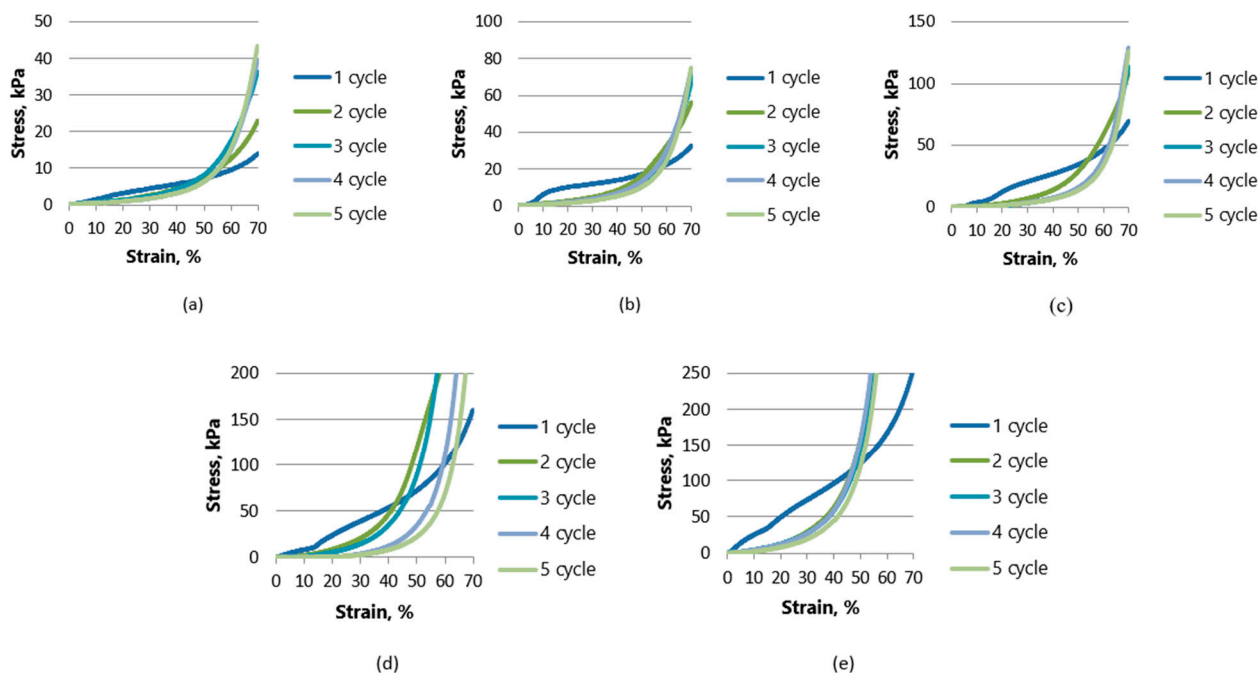 50
40
30
20
10
0
Stress, kPa
0 10 20 30 40 50 60 70
Strain, %
1 cycle
2 cycle
3 cycle
4 cycle
5 cycle
(a)
100
80
60
40
20
0
Stress, kPa
0 10 20 30 40 50 60 70
Strain, %
1 cycle
2 cycle
3 cycle
4 cycle
5 cycle
(b)
150
100
50
0
Stress, kPa
0 10 20 30 40 50 60 70
Strain, %
1 cycle
2 cycle
3 cycle
4 cycle
5 cycle
(c)
200
150
100
50
0
Stress, kPa
0 10 20 30 40 50 60 70
Strain, %
1 cycle
2 cycle
3 cycle
4 cycle
5 cycle
(d)
250
200
150
100
50
0
Stress, kPa
0 10 20 30 40 50 60 70
Strain, %
1 cycle
2 cycle
3 cycle
4 cycle
5 cycle
(e)